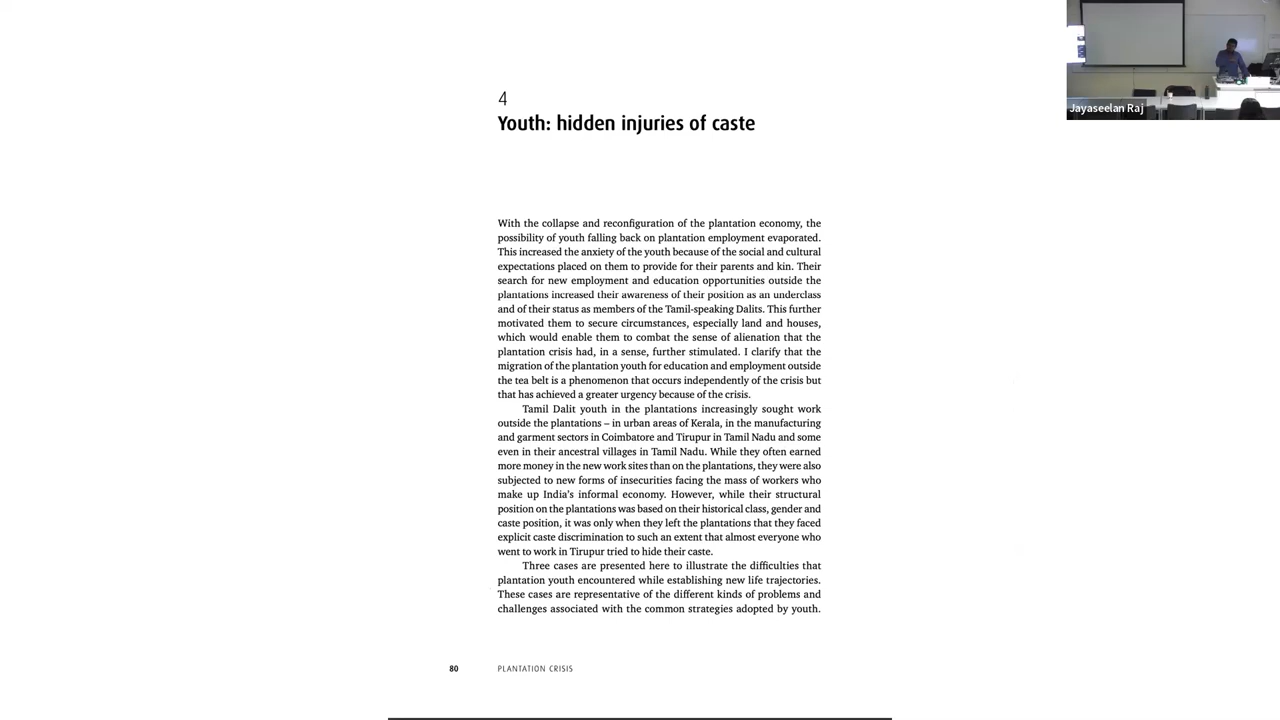 4
Youth: hidden injuries of caste
With the collapse and reconfiguration of the plantation economy, the
possibility of youth falling back on plantation employment evaporated.
This increased the anxiety of the youth because of the social and cultural
expectations placed on them to provide for their parents and kin. Their
search for new employment and education opportunities outside the
plantations increased their awareness of their position as an underclass
and of their status as members of the Tamil-speaking Dalits. This further
motivated them to secure circumstances, especially land and houses,
which would enable them to combat the sense of alienation that the
plantation crisis had, in a sense, further stimulated. I clarify that the
migration of the plantation youth for education and employment outside
the tea belt is a phenomenon that occurs independently of the crisis but
that has achieved a greater urgency because of the crisis.
Tamil Dalit youth in the plantations increasingly sought work
outside the plantations – in urban areas of Kerala, in the manufacturing
and garment sectors in Coimbatore and Tirupur in Tamil Nadu and some
even in their ancestral villages in Tamil Nadu. While they often earned
more money in the new work sites than on the plantations, they were also
subjected to new forms of insecurities facing the mass of workers who
make up India’s informal economy. However, while their structural
position on the plantations was based on their historical class, gender and
caste position, it was only when they left the plantations that they faced
explicit caste discrimination to such an extent that almost everyone who
went to work in Tirupur tried to hide their caste.
Three cases are presented here to illustrate the difficulties that
plantation youth encountered while establishing new life trajectories.
These cases are representative of the different kinds of problems and
challenges associated with the common strategies adopted by youth.
80 PLANTATION CRISIS
Jayaseelan Raj